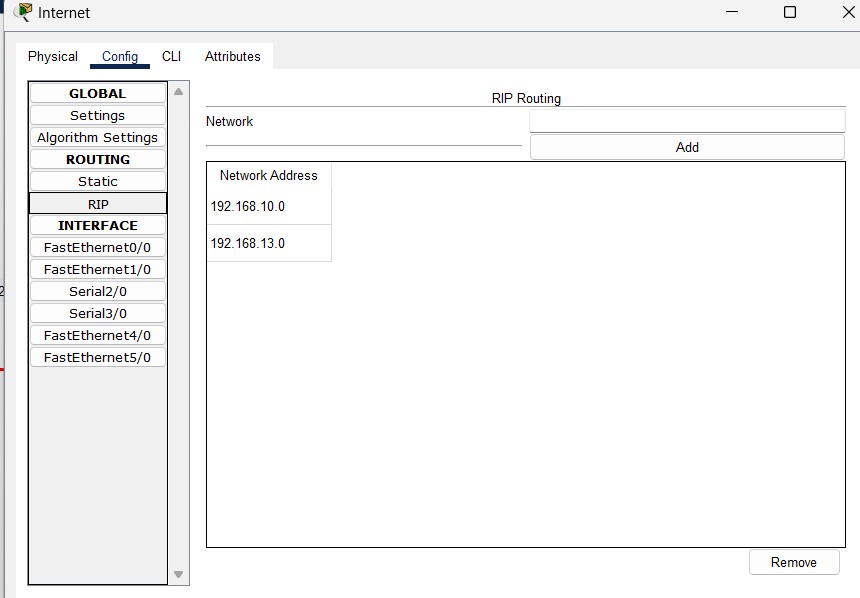 Internet
Physical Config CLI Attributes
GLOBAL
Settings
Algorithm Settings
ROUTING
Static
RIP
INTERFACE
FastEthernet0/0
FastEthernet1/0
Serial2/0
Serial3/0
FastEthernet4/0
FastEthernet5/0
RIP Routing
Network
Add
Network Address
192.168.10.0
192.168.13.0
Remove
2